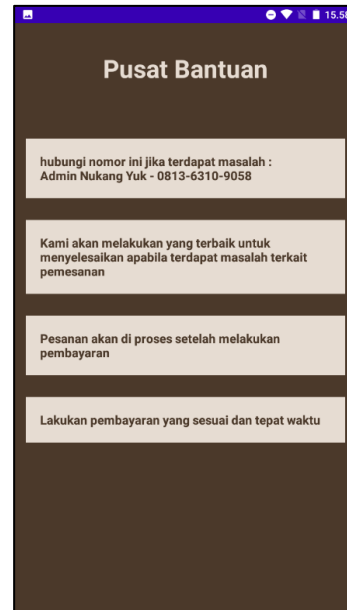 15.58
Pusat Bantuan
hubungi nomor ini jika terdapat masalah :
Admin Nukang Yuk - 0813-6310-9058
Kami akan melakukan yang terbaik untuk
menyelesaikan apabila terdapat masalah terkait
pemesanan
Pesanan akan di proses setelah melakukan
pembayaran
Lakukan pembayaran yang sesuai dan tepat waktu